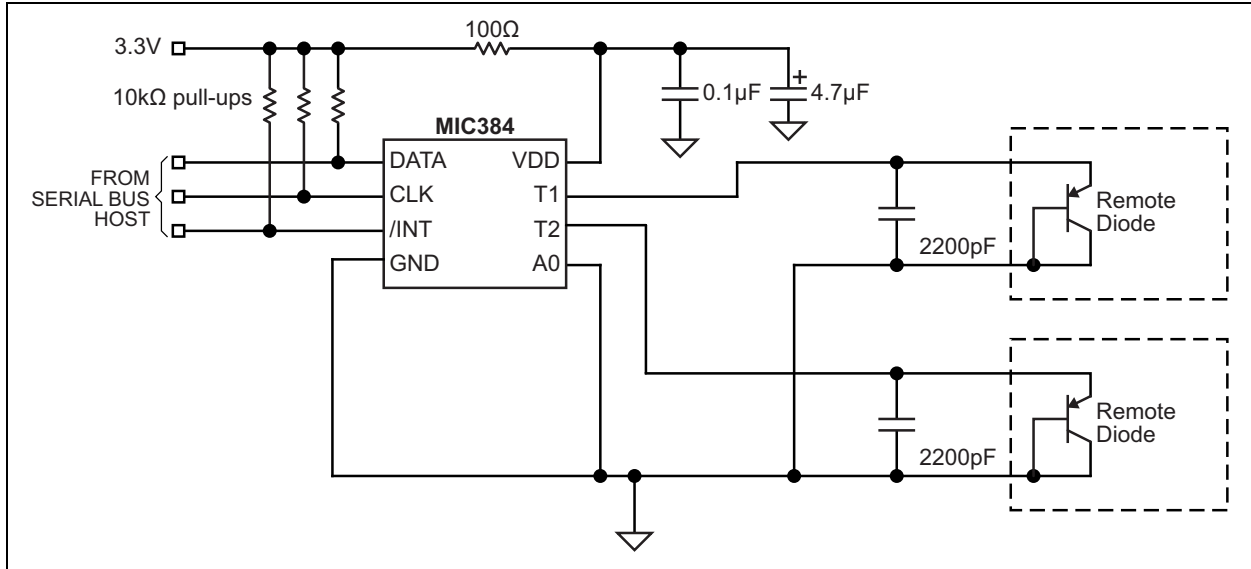 3.3V
100Ω
10kΩ pull-ups
0.1µF
4.7µF
+
MIC384
FROM
SERIAL BUS
HOST
DATA
CLK
/INT
GND
VDD
T1
T2
A0
2200pF
Remote
Diode
2200pF
Remote
Diode